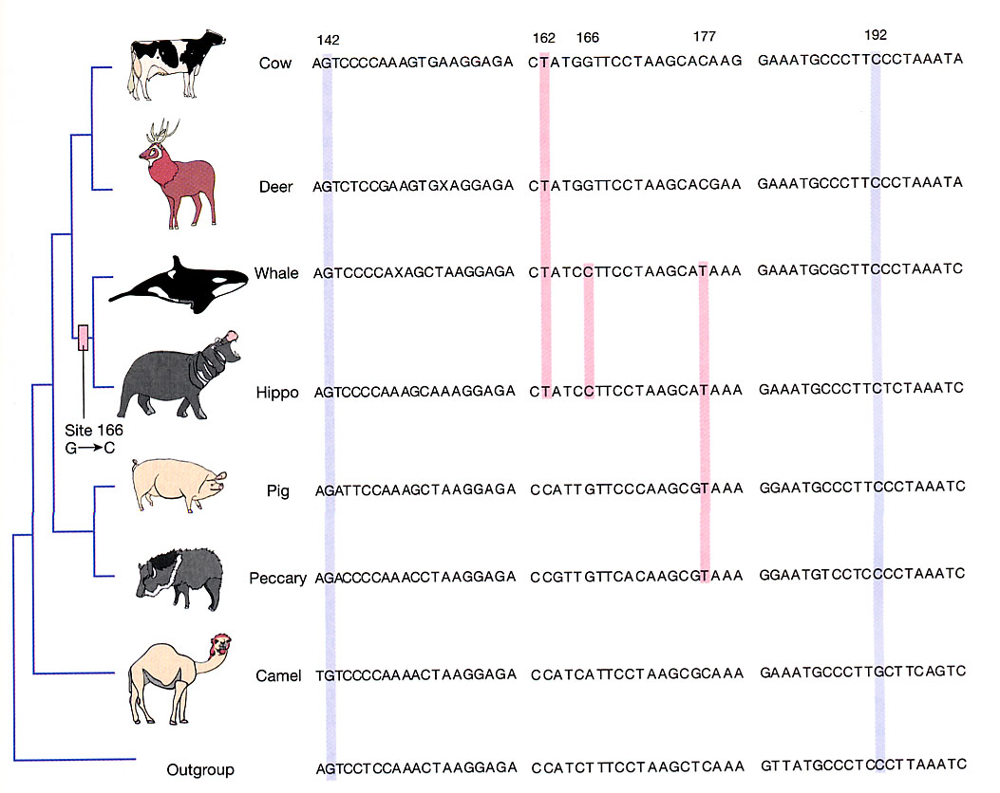 142 162 166 177 192
Cow AGTCCCCAAAGTGAAGGAGA CTATGGTTCCTAAGCACAAG GAAATGCCCTTCCCTAAATA
Deer AGTCTCCGAAGTGXAGGAGA CTATGGTTCCTAAGCACGAA GAAATGCCCTTCCCTAAATA
Whale AGTCCCCAXAGCTAAGGAGA CTATCCTTCCTAAGCATAAA GAAATGCGCTTCCCTAAATC
Hippo AGTCCCCAAAGCAAAGGAGA CTATCCTTCCTAAGCATAAA GAAATGCCCTTCTCTAAATC
Site 166
G→C
Pig AGATTCCAAAGCTAAGGAGA CCATTGTTCCCAAGCGTAAA GGAATGCCCTTCCCTAAATC
Peccary AGACCCCAAACCTAAGGAGA CCGTTGTTCACAAGCGTAAA GGAATGTCCTCCCCTAAATC
Camel TGTCCCCAAAACTAAGGAGA CCATCATTCCTAAGCGCAAA GAAATGCCCTTGCTTCAGTC
Outgroup AGTCCTCCAAACTAAGGAGA CCATCTTTCCTAAGCTCAAA GTTATGCCCTCCCTTAAATC